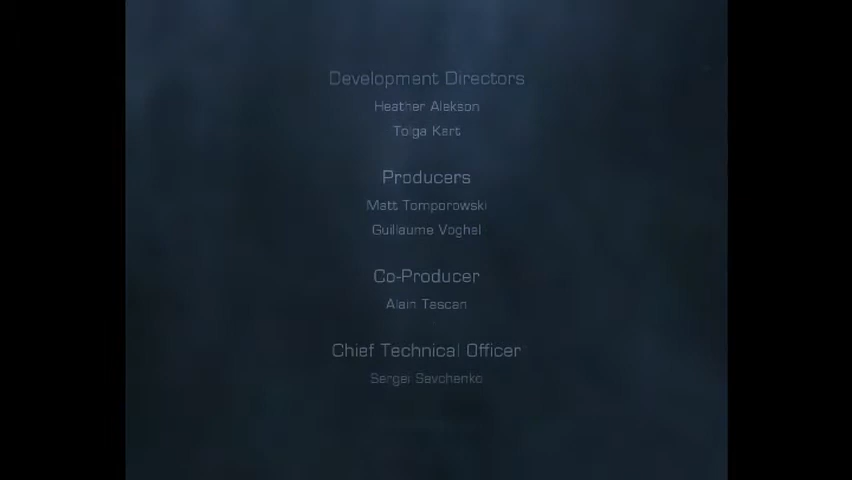 Development Directors
Heather Alekson
Tolga Kart
Producers
Matt Tomporowski
Guillaume Voghel
Co-Producer
Alain Tascan
Chief Technical Officer
Sergei Savchenko